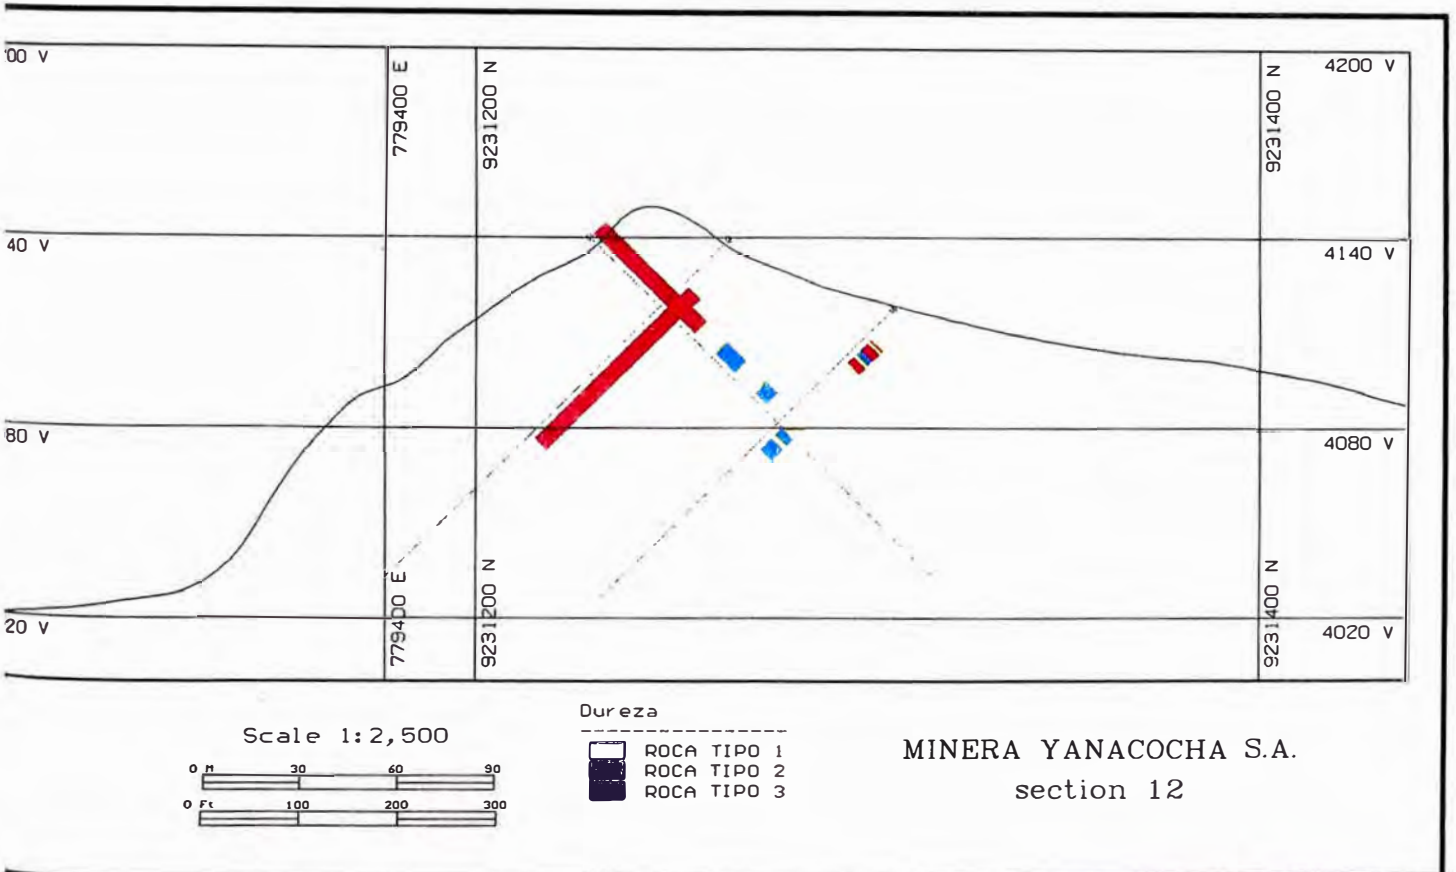 00 V
779400 E
9231200 N
9231400 N
4200 V
40 V
4140 V
80 V
4080 V
779400 E
9231200 N
9231400 N
20 V
4020 V
Scale 1:2,500
0 M 30 60 90
0 Ft 100 200 300
Dureza
ROCA TIPO 1
ROCA TIPO 2
ROCA TIPO 3
MINERA YANACOCHA S.A.
section 12